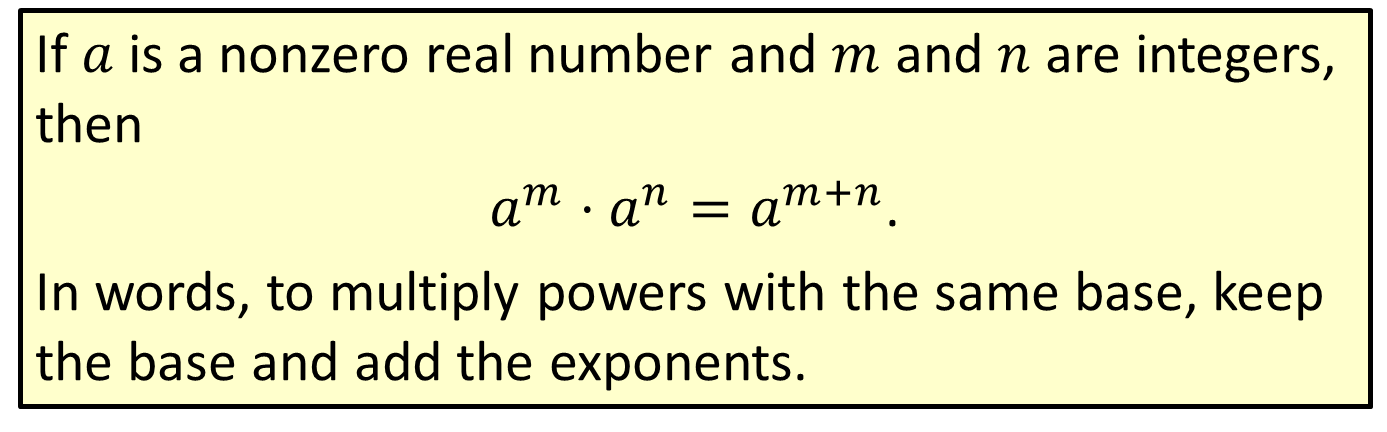 If a is a nonzero real number and m and n are integers,
then
a^m · a^n = a^{m+n}.
In words, to multiply powers with the same base, keep
the base and add the exponents.